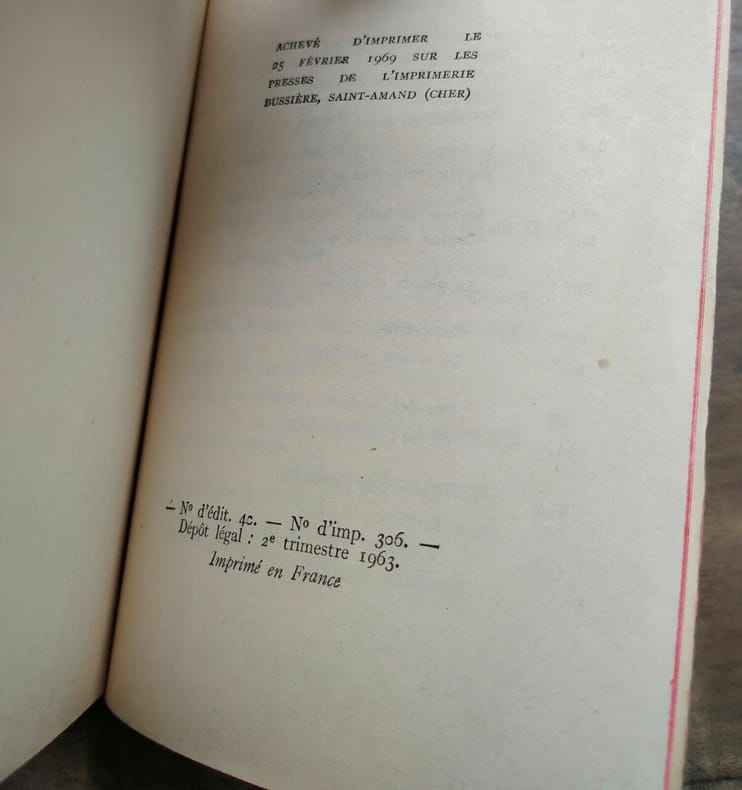 ACHEVÉ D'IMPRIMER LE
25 FÉVRIER 1969 SUR LES
PRESSES DE L'IMPRIMERIE
BUSSIÈRE, SAINT-AMAND (CHER)
— Nº d'édit. 40. — Nº d'imp. 306. —
Dépôt légal : 2e trimestre 1963.
Imprimé en France